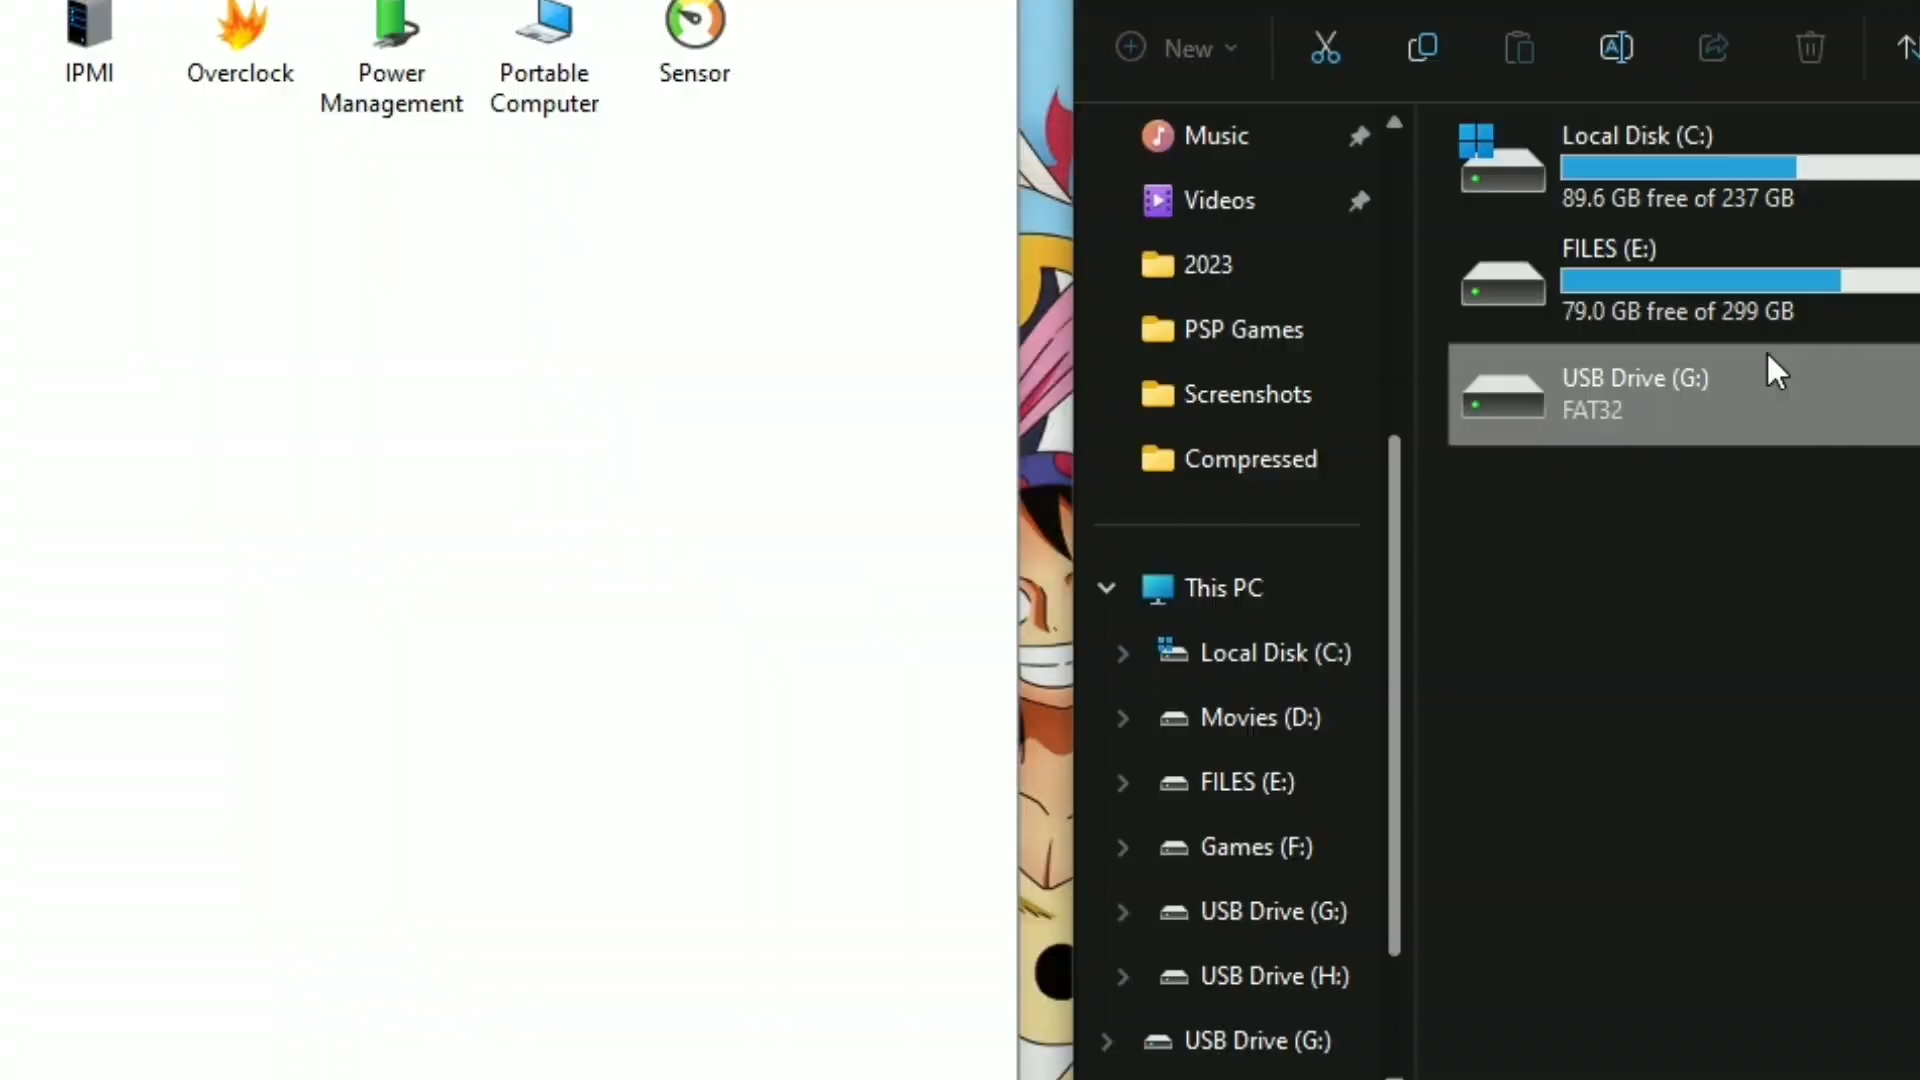 IPMI
Overclock
Power
Management
Portable
Computer
Sensor
New
Music
Videos
2023
PSP Games
Screenshots
Compressed
This PC
Local Disk (C:)
Movies (D:)
FILES (E:)
Games (F:)
USB Drive (G:)
USB Drive (H:)
USB Drive (G:)
Local Disk (C:)
89.6 GB free of 237 GB
FILES (E:)
79.0 GB free of 299 GB
USB Drive (G:)
FAT32